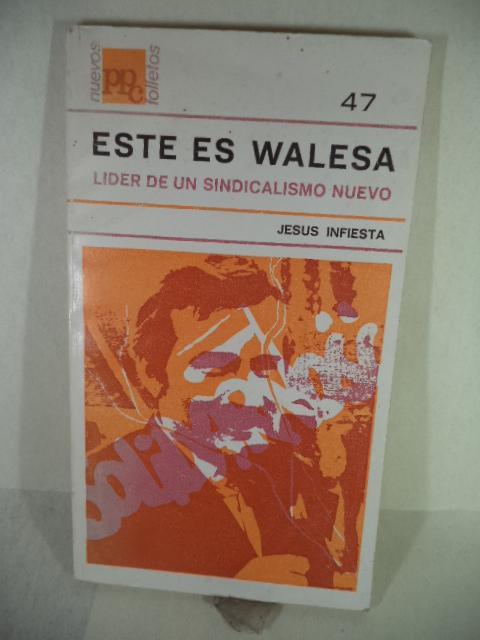 nuevos
ppc
folletos
47
ESTE ES WALESA
LIDER DE UN SINDICALISMO NUEVO
JESUS INFIESTA